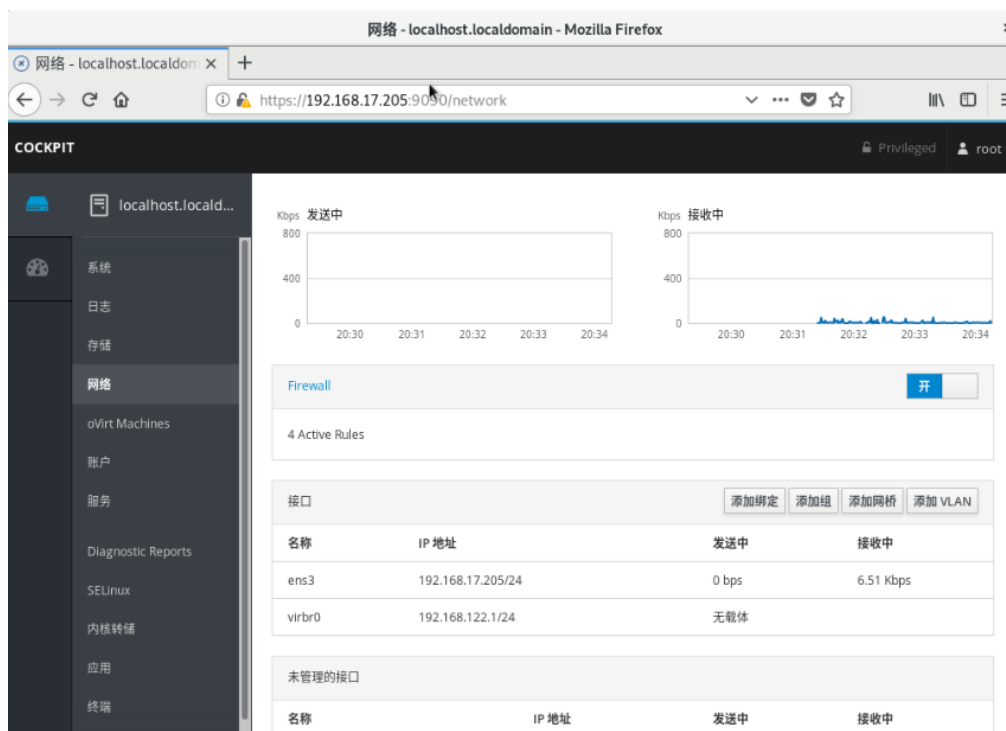 网络 - localhost.localdomain - Mozilla Firefox
网络 - localhost.localdom
https://192.168.17.205:9090/network
COCKPIT
Privileged
root
localhost.locald...
系统
日志
存储
网络
oVirt Machines
账户
服务
Diagnostic Reports
SELinux
内核转储
应用
终端
Kbps 发送中
800
400
0
20:30 20:31 20:32 20:33 20:34
Kbps 接收中
800
400
0
20:30 20:31 20:32 20:33 20:34
Firewall 开
4 Active Rules
接口 添加绑定 添加组 添加网桥 添加 VLAN
名称 IP 地址 发送中 接收中
ens3 192.168.17.205/24 0 bps 6.51 Kbps
virbr0 192.168.122.1/24 无载体
未管理的接口
名称 IP 地址 发送中 接收中